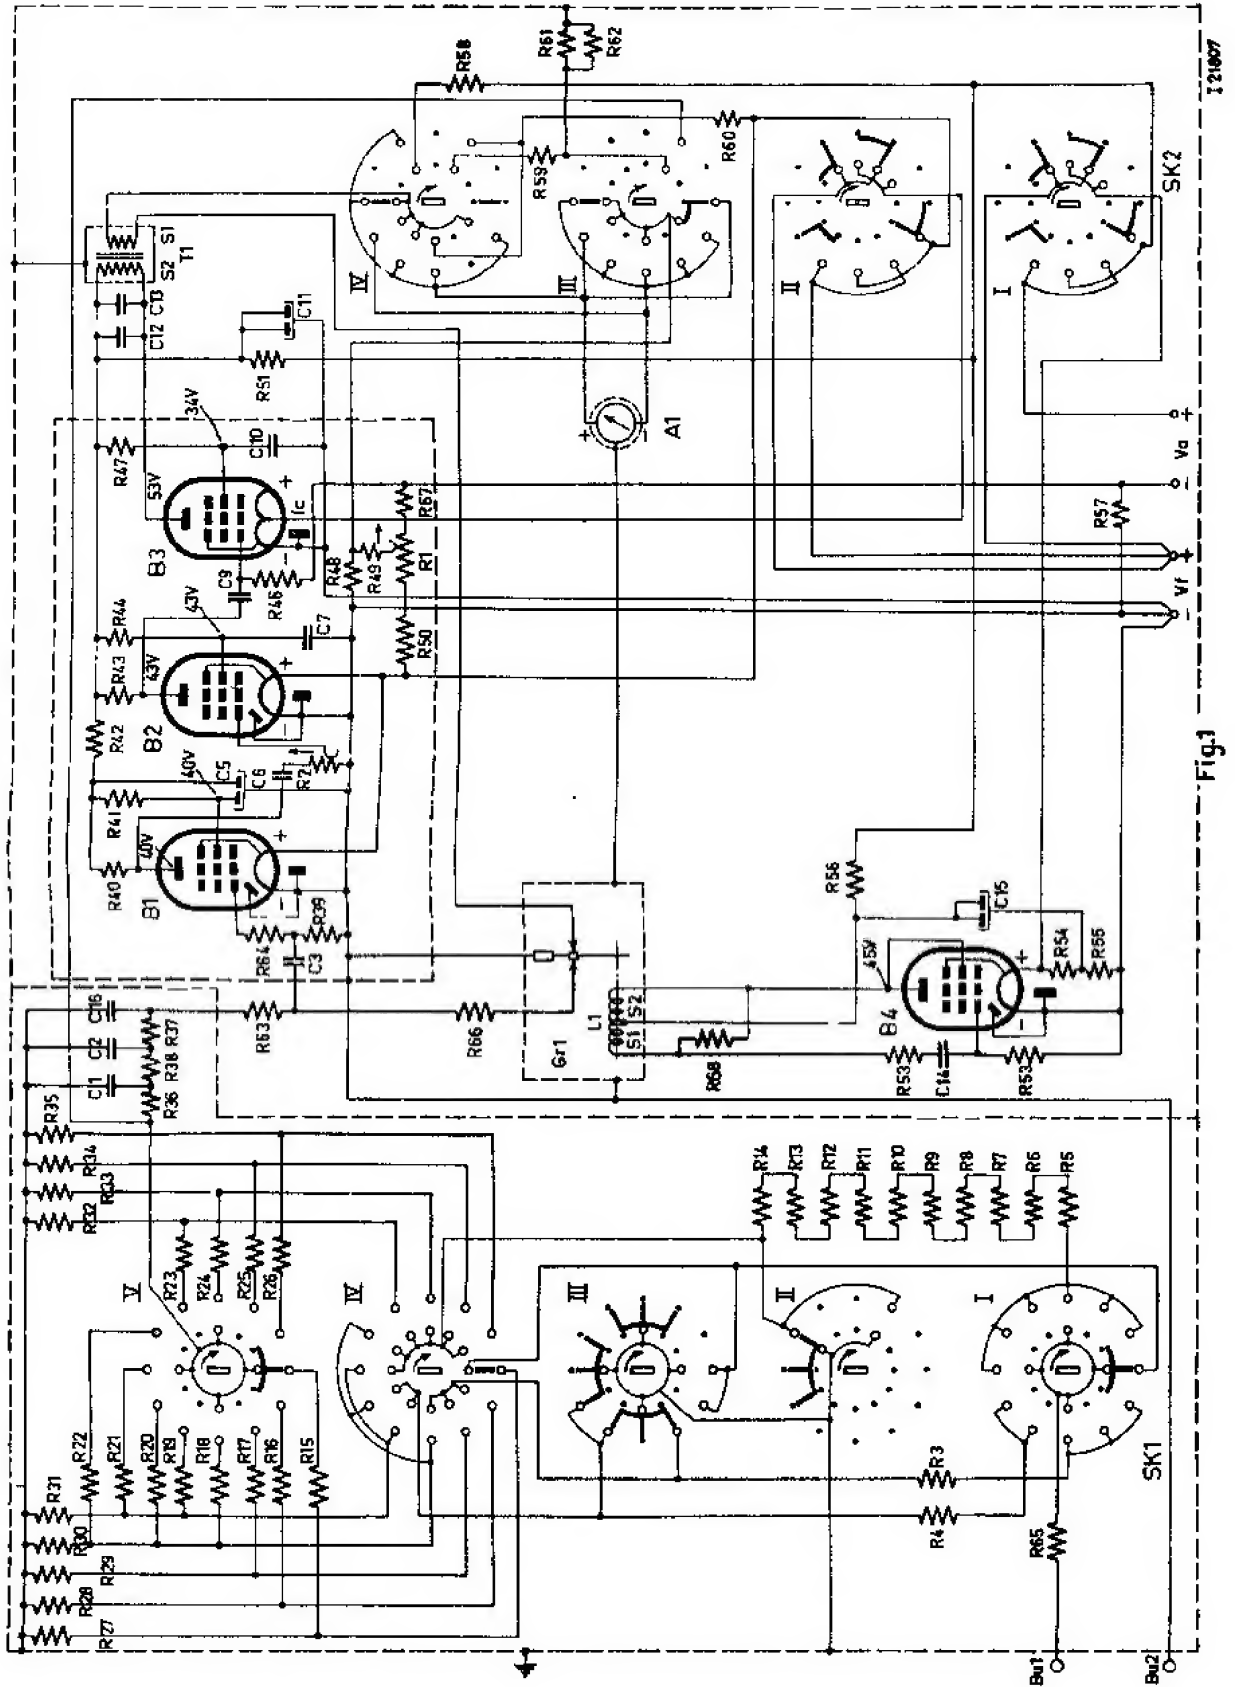 R61
R62
R58
I 21807
R60
R59
SK2
S1
S2
T1
IV
III
II
I
C13
C12
C11
R51
34V
+
A1
-
+
Va
-
R47
53V
C10
+
1c
R67
R57
B3
C9
R46
R48
R49
R1
+
Vf
-
R44
43V
C7
R50
R43
43V
+
R42
B2
-
40V
C5
C6
R2
Fig.1
R41
40V
+
R40
B1
R39
R64
C3
R56
C15
45V
R54
R55
+
-
B4
L1
S2
S1
Gr1
R66
R63
C16
R37
C2
R38
C1
R36
R68
R53
C14
R53
R35
R34
R33
R32
R14
R13
R12
R11
R10
R9
R8
R7
R6
R5
R23
R24
R25
R26
V
IV
III
II
I
R22
R21
R20
R19
R18
R17
R16
R15
R3
R4
SK1
R65
R31
R30
R29
R28
R27
Bu1
Bu2